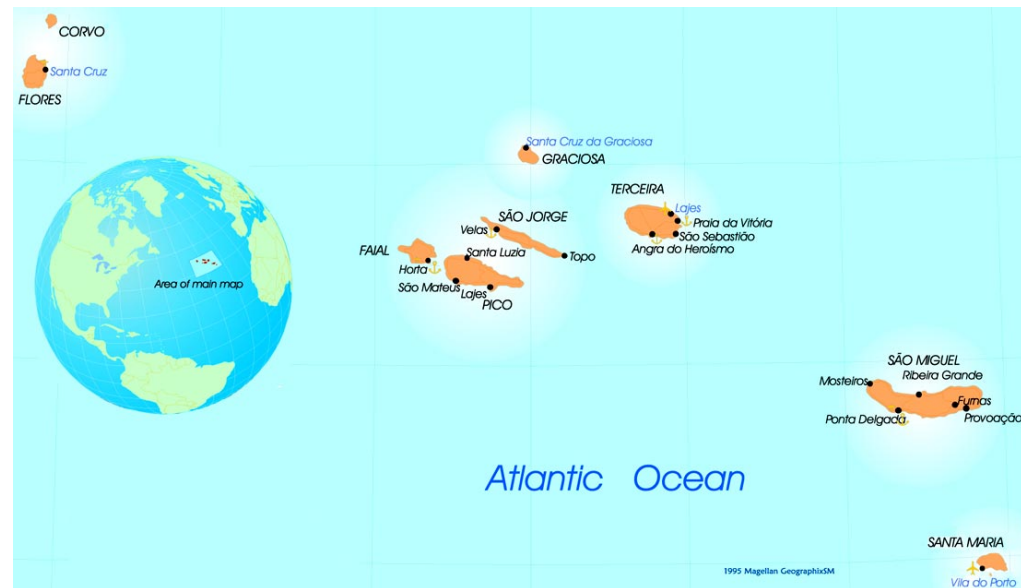 CORVO
Santa Cruz
FLORES
Santa Cruz da Graciosa
GRACIOSA
TERCEIRA
Lajes
Praia da Vitória
São Sebastião
Angra do Heroísmo
SÃO JORGE
Velas
Topo
FAIAL
Horta
Santa Luzia
São Mateus
Lajes
PICO
Area of main map
SÃO MIGUEL
Ribeira Grande
Mosteiros
Furnas
Ponta Delgada
Provoação
Atlantic Ocean
SANTA MARIA
Vila do Porto
1995 Magellan GeographixSM